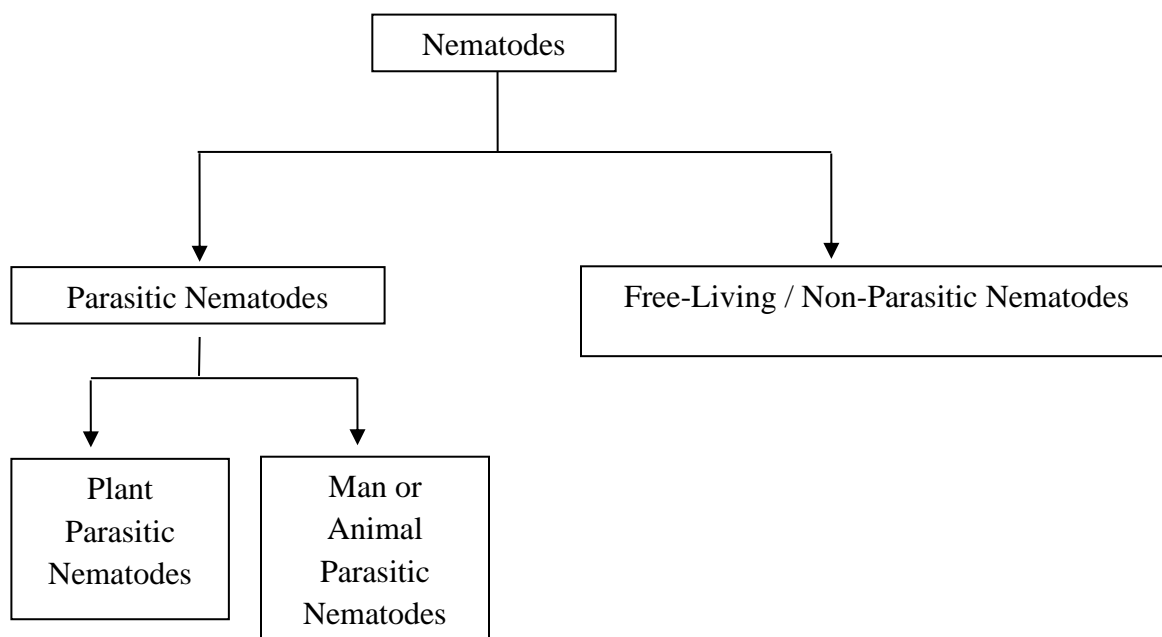 Nematodes
Parasitic Nematodes
Free-Living / Non-Parasitic Nematodes
Plant
Parasitic
Nematodes
Man or
Animal
Parasitic
Nematodes